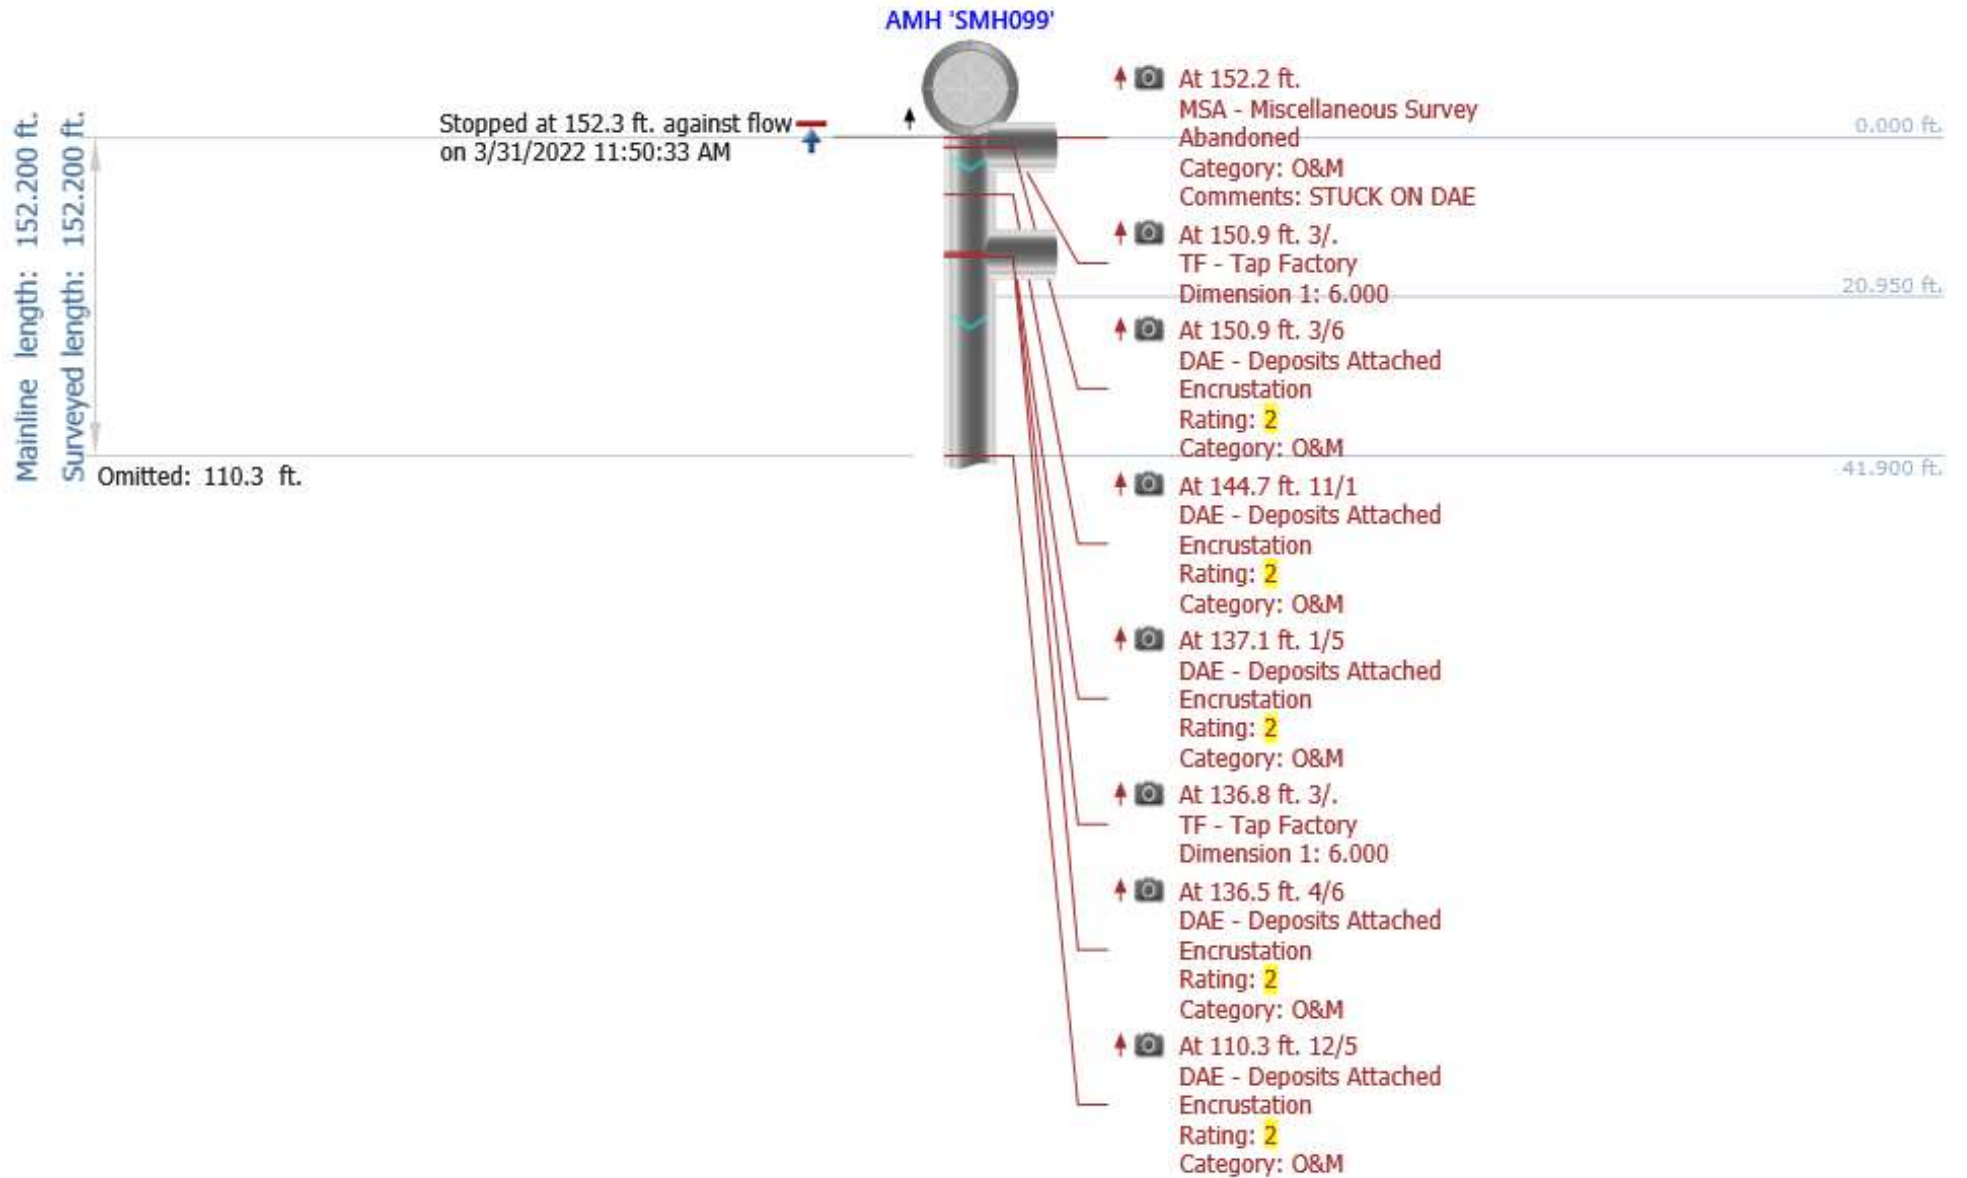 AMH 'SMH099'
Mainline length: 152.200 ft.
Surveyed length: 152.200 ft.
Stopped at 152.3 ft. against flow
on 3/31/2022 11:50:33 AM
Omitted: 110.3 ft.
0.000 ft.
20.950 ft.
41.900 ft.
At 152.2 ft.
MSA - Miscellaneous Survey
Abandoned
Category: O&M
Comments: STUCK ON DAE
At 150.9 ft. 3/.
TF - Tap Factory
Dimension 1: 6.000
At 150.9 ft. 3/6
DAE - Deposits Attached
Encrustation
Rating: 2
Category: O&M
At 144.7 ft. 11/1
DAE - Deposits Attached
Encrustation
Rating: 2
Category: O&M
At 137.1 ft. 1/5
DAE - Deposits Attached
Encrustation
Rating: 2
Category: O&M
At 136.8 ft. 3/.
TF - Tap Factory
Dimension 1: 6.000
At 136.5 ft. 4/6
DAE - Deposits Attached
Encrustation
Rating: 2
Category: O&M
At 110.3 ft. 12/5
DAE - Deposits Attached
Encrustation
Rating: 2
Category: O&M